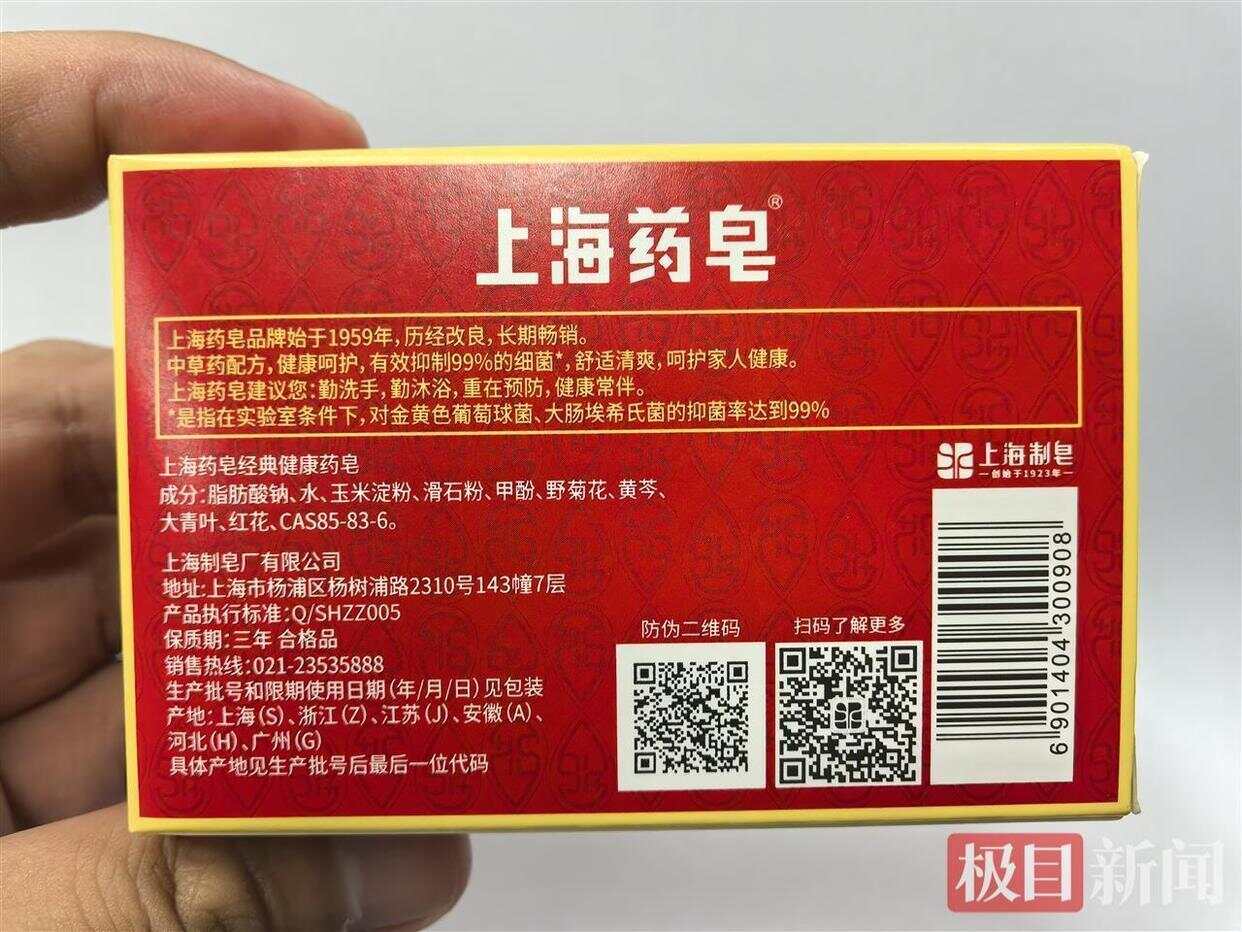 上海药皂®
上海药皂品牌始于1959年,历经改良,长期畅销。
中草药配方,健康呵护,有效抑制99%的细菌*,舒适清爽,呵护家人健康。
上海药皂建议您:勤洗手,勤沐浴,重在预防,健康常伴。
*是指在实验室条件下,对金黄色葡萄球菌、大肠埃希氏菌的抑菌率达到99%
上海药皂经典健康药皂
成分:脂肪酸钠、水、玉米淀粉、滑石粉、甲酚、野菊花、黄芩、
大青叶、红花、CAS85-83-6。
上海制皂
创始于1923年
上海制皂厂有限公司
地址:上海市杨浦区杨树浦路2310号143幢7层
产品执行标准:Q/SHZZ005
保质期:三年 合格品
销售热线:021-23535888
生产批号和限期使用日期(年/月/日)见包装
产地:上海(S)、浙江(Z)、江苏(J)、安徽(A)、
河北(H)、广州(G)
具体产地见生产批号后最后一位代码
防伪二维码
扫码了解更多
6 901404 300908
极目新闻